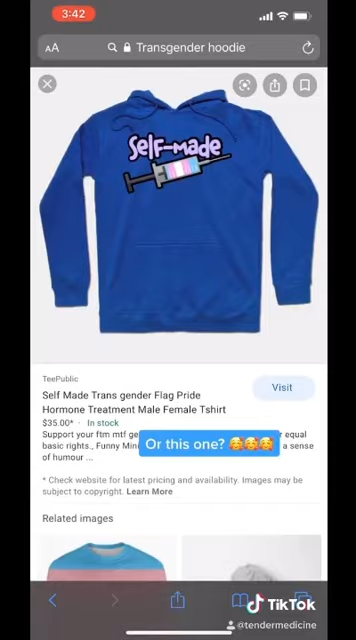 3:42
AA
Transgender hoodie
Self-made
TeePublic
Self Made Trans gender Flag Pride
Hormone Treatment Male Female Tshirt
Visit
$35.00* · In stock
Support your ftm mtf ge
equal
basic rights., Funny Mini
a sense
of humour ...
Or this one? 🥰🥰🥰
* Check website for latest pricing and availability. Images may be
subject to copyright. Learn More
Related images
TikTok
@tendermedicine